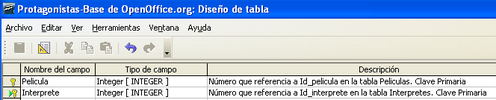 Protagonistas-Base de OpenOffice.org: Diseño de tabla
Archivo Editar Ver Herramientas Ventana Ayuda
Nombre del campo Tipo de campo Descripción
Pelicula Integer [ INTEGER ] Número que referencia a Id_pelicula en la tabla Peliculas. Clave Primaria
Interprete Integer [ INTEGER ] Número que referencia a Id_interprete en la tabla Interpretes. Clave Primaria